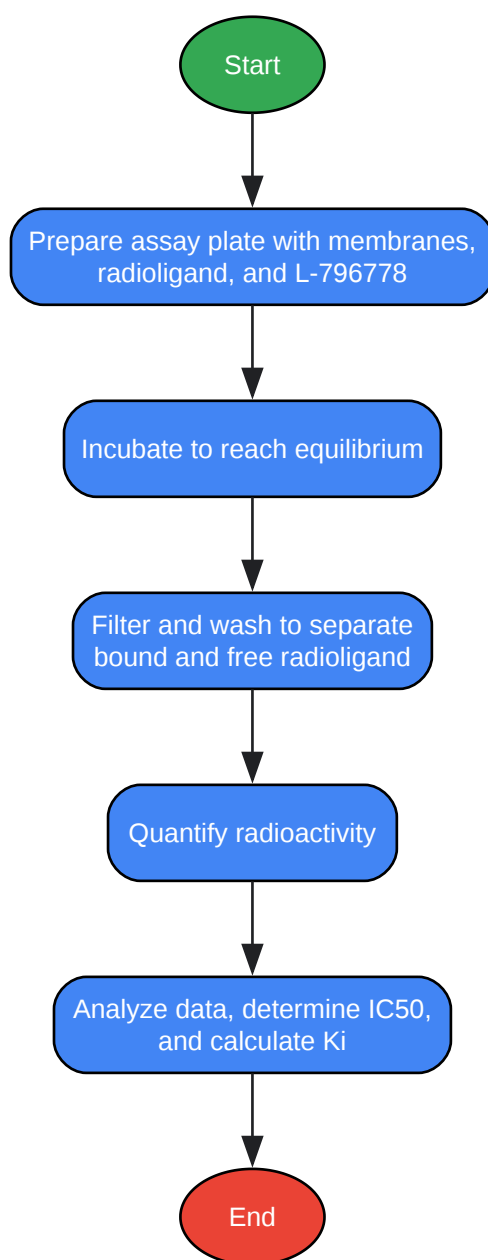 Start
Prepare assay plate with membranes,
radioligand, and L-796778
Incubate to reach equilibrium
Filter and wash to separate
bound and free radioligand
Quantify radioactivity
Analyze data, determine IC50,
and calculate Ki
End